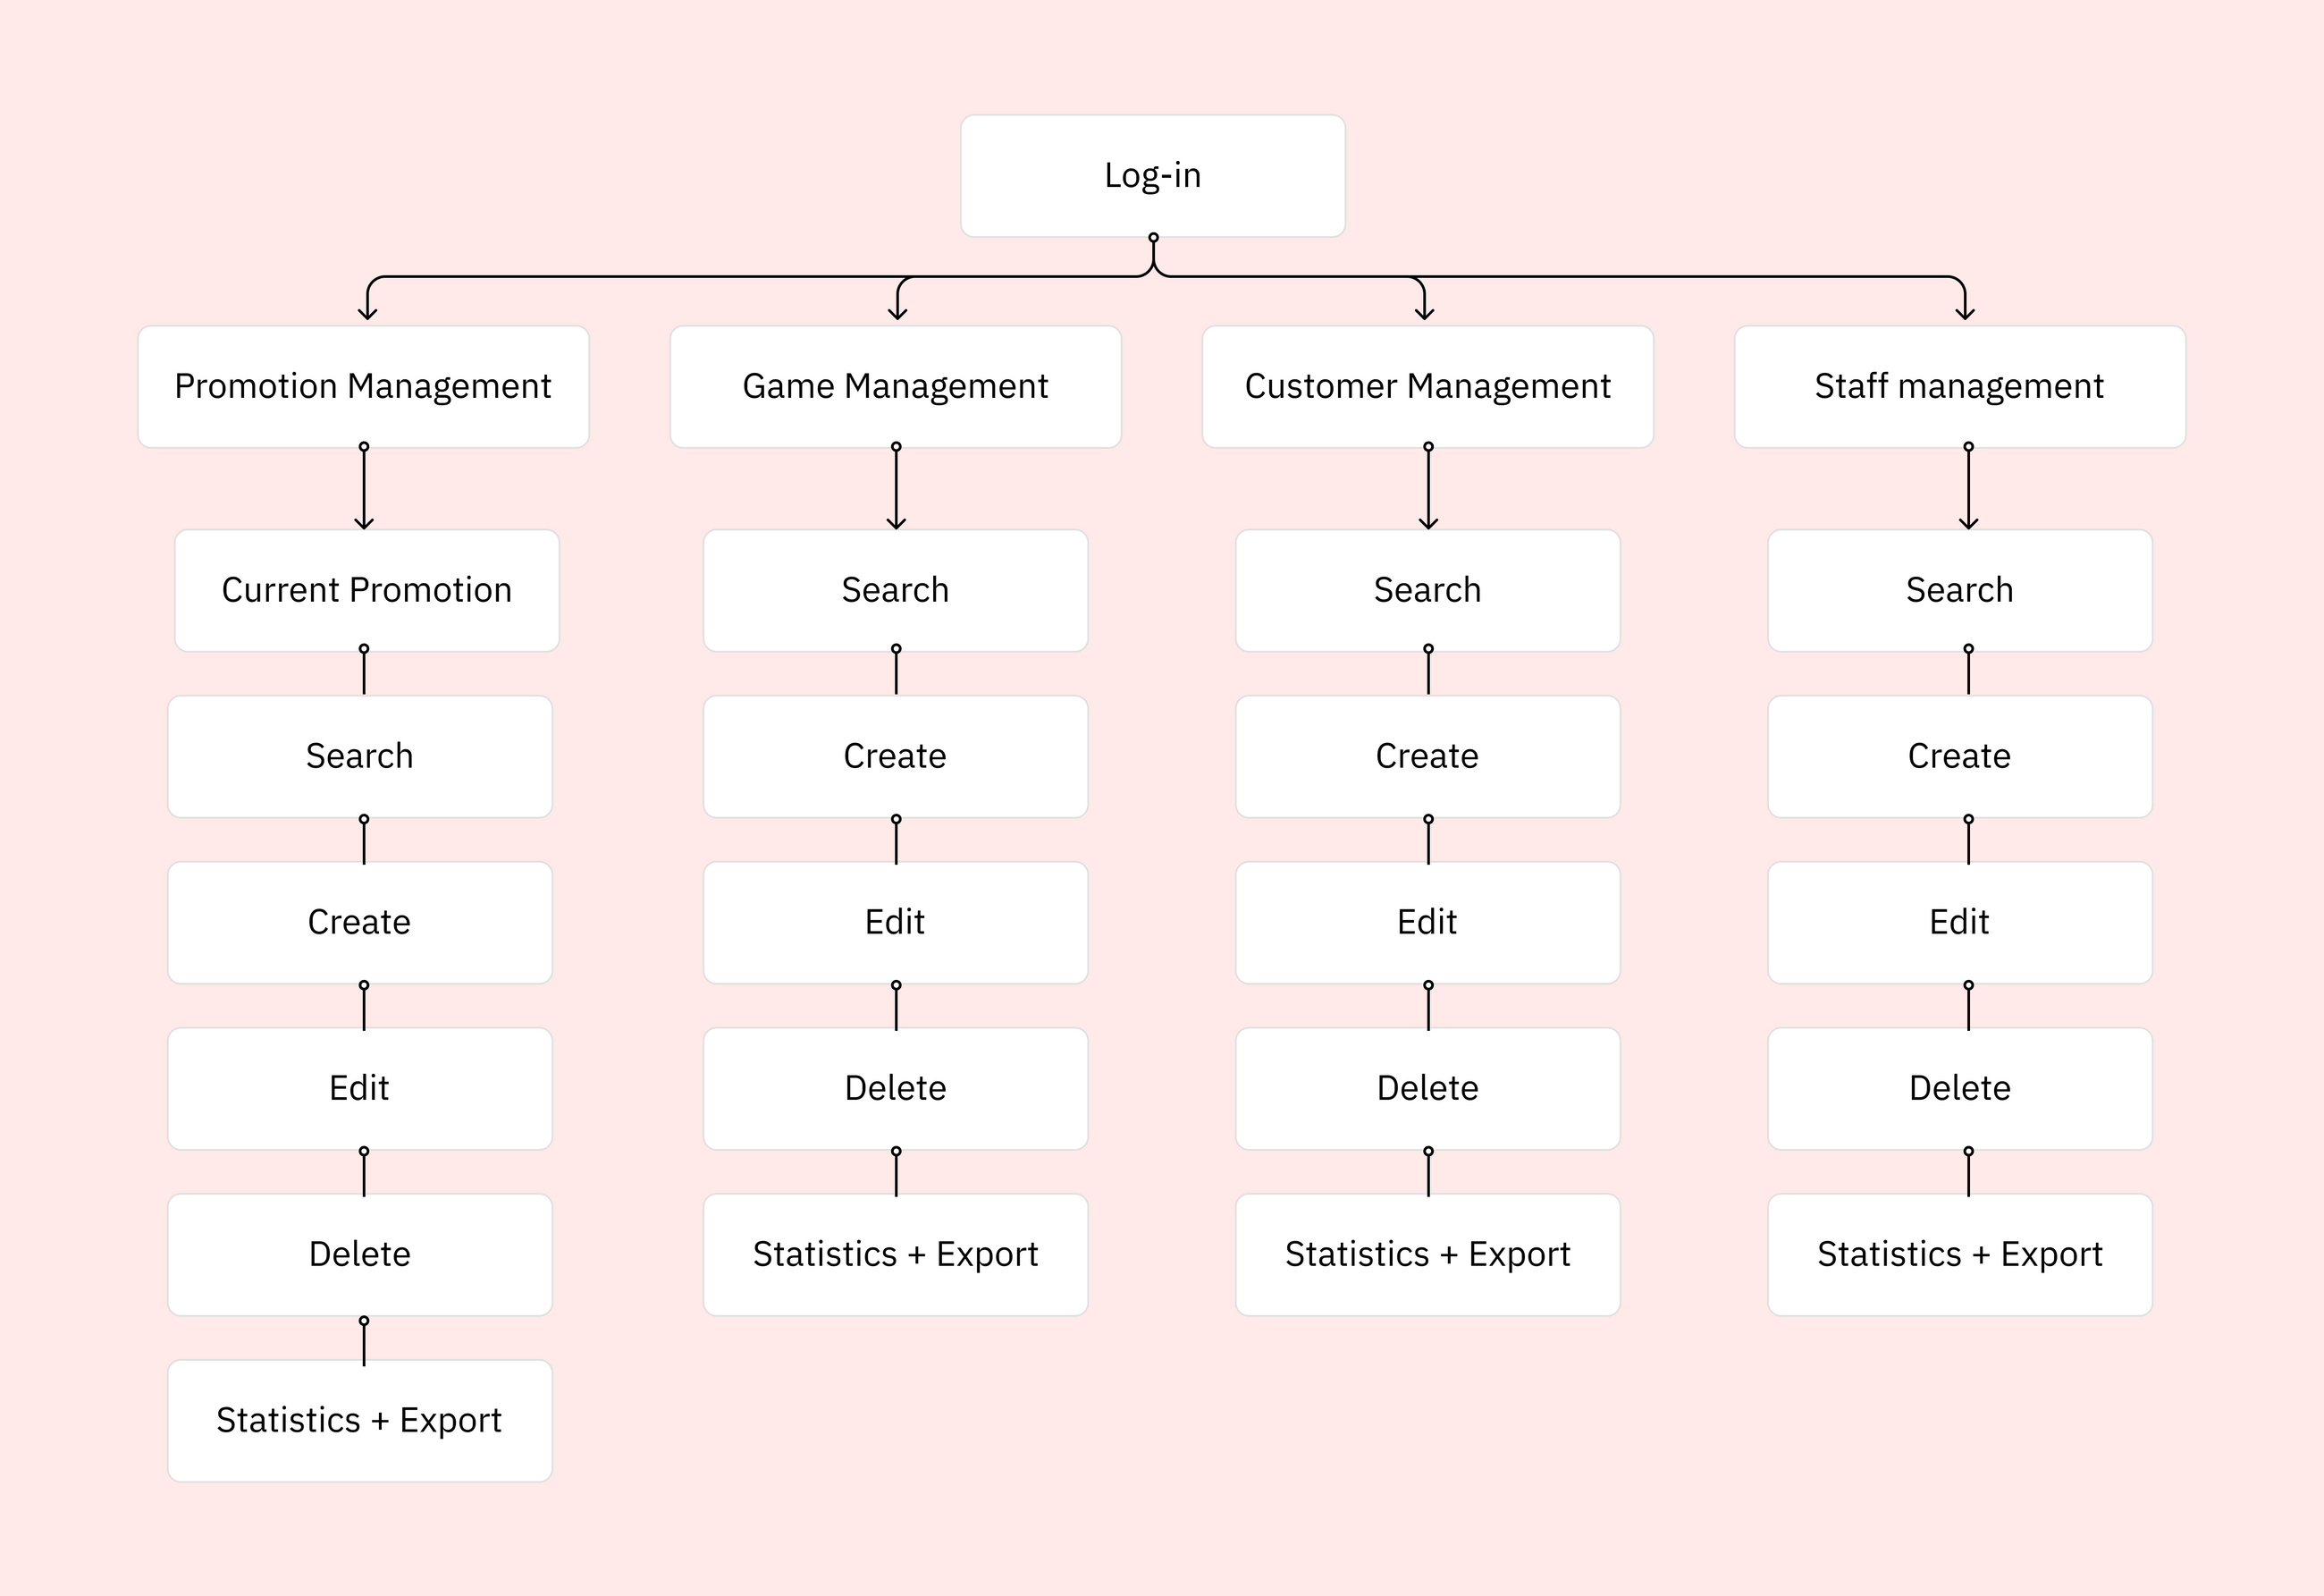 Log-in
Promotion Management
Game Management
Customer Management
Staff management
Current Promotion
Search
Search
Search
Search
Create
Create
Create
Create
Edit
Edit
Edit
Edit
Delete
Delete
Delete
Delete
Statistics + Export
Statistics + Export
Statistics + Export
Statistics + Export